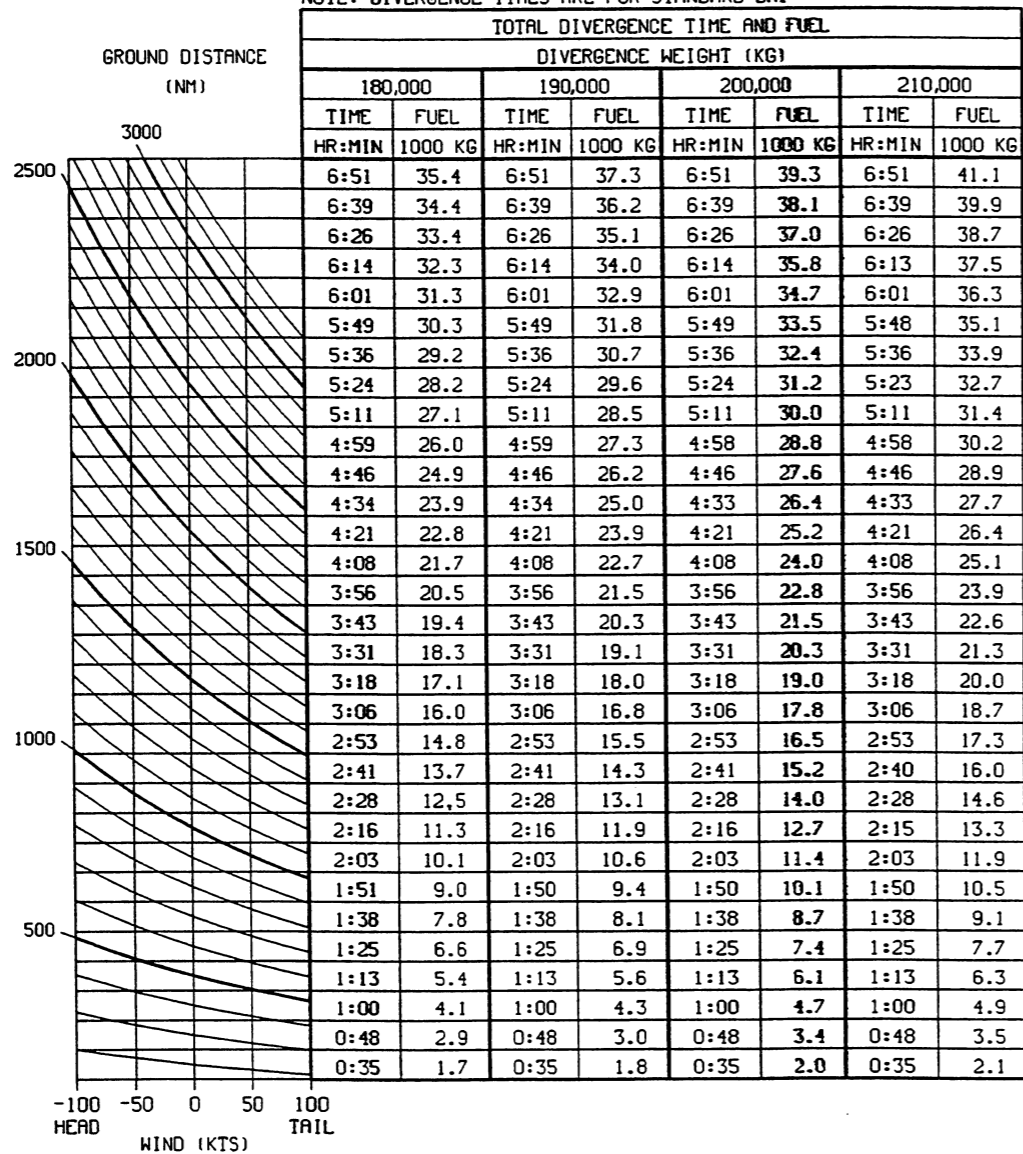 TOTAL DIVERGENCE TIME AND FUEL
GROUND DISTANCE DIVERGENCE WEIGHT (KG)
(NM) 180,000 190,000 200,000 210,000
TIME FUEL TIME FUEL TIME FUEL TIME FUEL
3000 HR:MIN 1000 KG HR:MIN 1000 KG HR:MIN 1000 KG HR:MIN 1000 KG
2500 6:51 35.4 6:51 37.3 6:51 39.3 6:51 41.1
6:39 34.4 6:39 36.2 6:39 38.1 6:39 39.9
6:26 33.4 6:26 35.1 6:26 37.0 6:26 38.7
6:14 32.3 6:14 34.0 6:14 35.8 6:13 37.5
6:01 31.3 6:01 32.9 6:01 34.7 6:01 36.3
5:49 30.3 5:49 31.8 5:49 33.5 5:48 35.1
2000 5:36 29.2 5:36 30.7 5:36 32.4 5:36 33.9
5:24 28.2 5:24 29.6 5:24 31.2 5:23 32.7
5:11 27.1 5:11 28.5 5:11 30.0 5:11 31.4
4:59 26.0 4:59 27.3 4:58 28.8 4:58 30.2
4:46 24.9 4:46 26.2 4:46 27.6 4:46 28.9
4:34 23.9 4:34 25.0 4:33 26.4 4:33 27.7
4:21 22.8 4:21 23.9 4:21 25.2 4:21 26.4
1500 4:08 21.7 4:08 22.7 4:08 24.0 4:08 25.1
3:56 20.5 3:56 21.5 3:56 22.8 3:56 23.9
3:43 19.4 3:43 20.3 3:43 21.5 3:43 22.6
3:31 18.3 3:31 19.1 3:31 20.3 3:31 21.3
3:18 17.1 3:18 18.0 3:18 19.0 3:18 20.0
3:06 16.0 3:06 16.8 3:06 17.8 3:06 18.7
1000 2:53 14.8 2:53 15.5 2:53 16.5 2:53 17.3
2:41 13.7 2:41 14.3 2:41 15.2 2:40 16.0
2:28 12,5 2:28 13.1 2:28 14.0 2:28 14.6
2:16 11.3 2:16 11.9 2:16 12.7 2:15 13.3
2:03 10.1 2:03 10.6 2:03 11.4 2:03 11.9
1:51 9.0 1:50 9.4 1:50 10.1 1:50 10.5
500 1:38 7.8 1:38 8.1 1:38 8.7 1:38 9.1
1:25 6.6 1:25 6.9 1:25 7.4 1:25 7.7
1:13 5.4 1:13 5.6 1:13 6.1 1:13 6.3
1:00 4.1 1:00 4.3 1:00 4.7 1:00 4.9
0:48 2.9 0:48 3.0 0:48 3.4 0:48 3.5
0:35 1.7 0:35 1.8 0:35 2.0 0:35 2.1
-100 -50 0 50 100
HEAD TAIL
WIND (KTS)